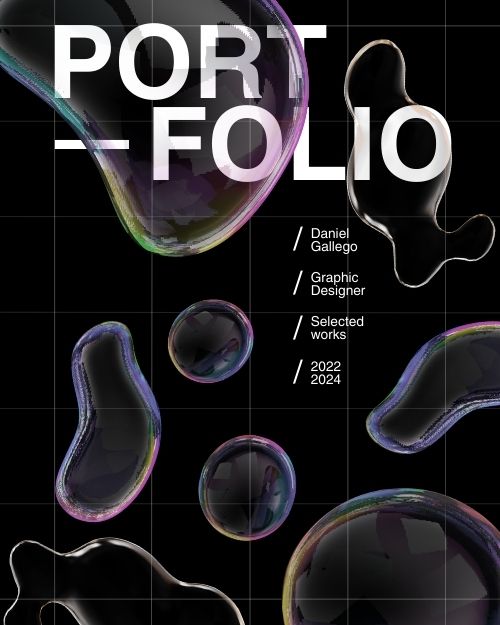 PORT
— FOLIO
/ Daniel
Gallego
/ Graphic
Designer
/ Selected
works
/ 2022
2024